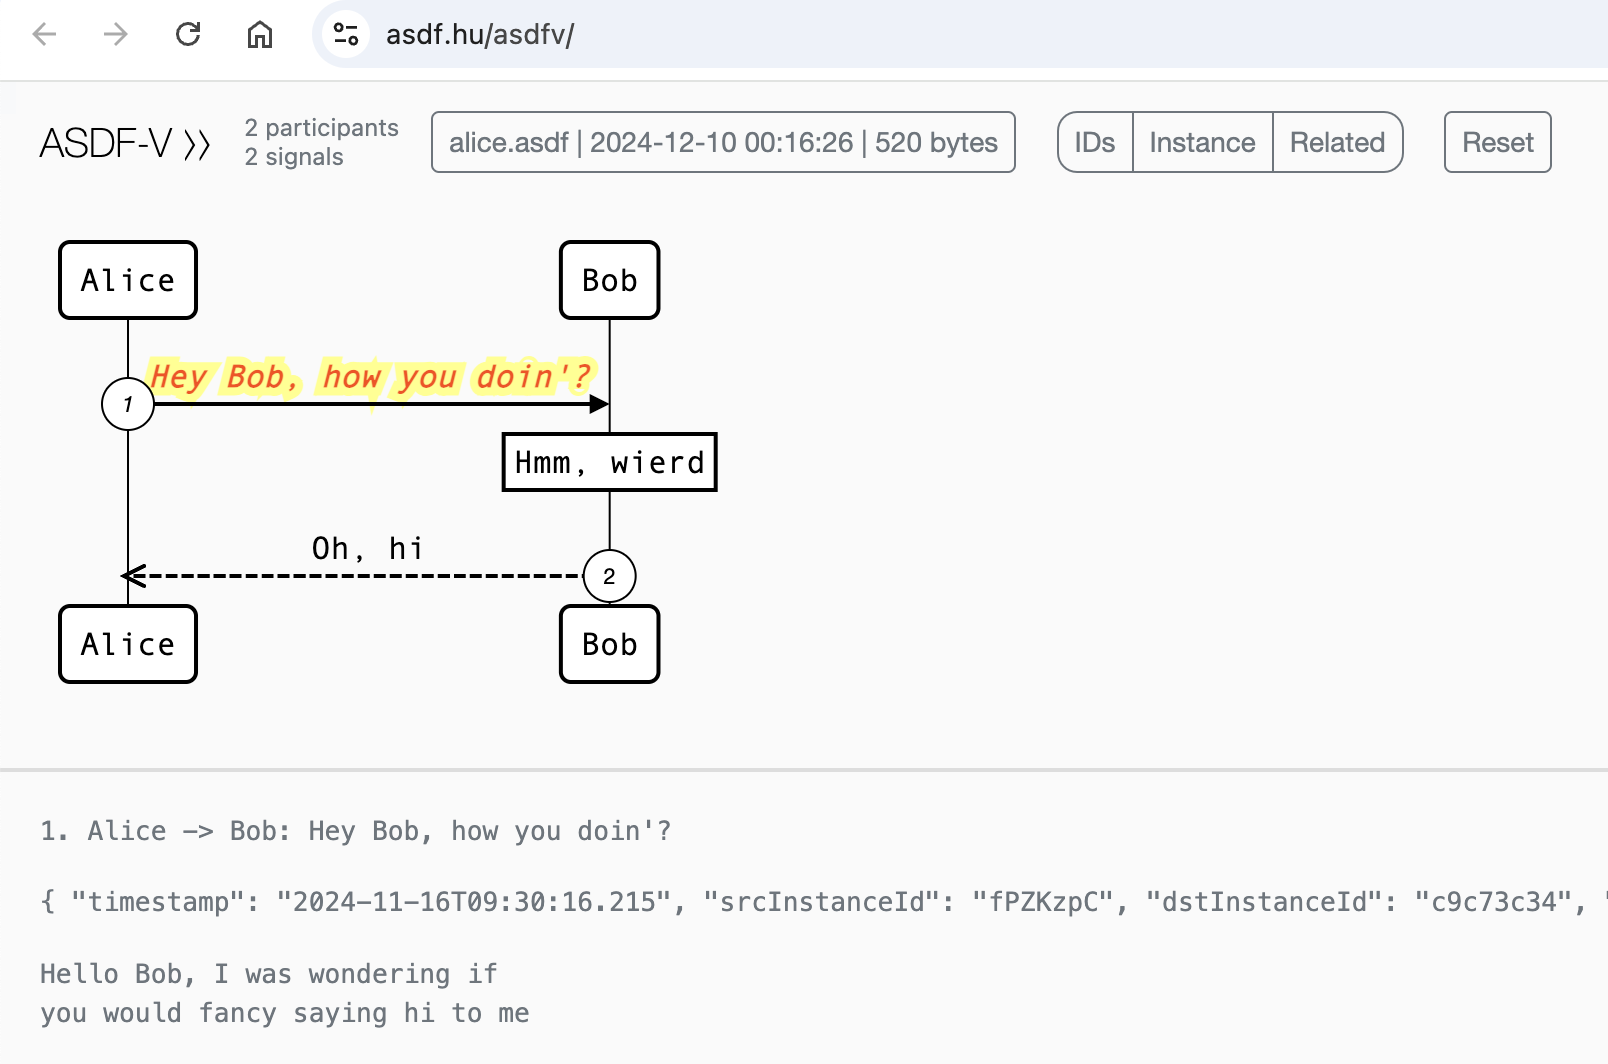 asdf.hu/asdfv/
ASDF-V
2 participants
2 signals
alice.asdf | 2024-12-10 00:16:26 | 520 bytes
IDs
Instance
Related
Reset
Alice
Bob
Hey Bob, how you doin'?
1
Hmm, wierd
Oh, hi
2
Alice
Bob
1. Alice -> Bob: Hey Bob, how you doin'?
{ "timestamp": "2024-11-16T09:30:16.215", "srcInstanceId": "fPZKzpC", "dstInstanceId": "c9c73c34", "
Hello Bob, I was wondering if
you would fancy saying hi to me